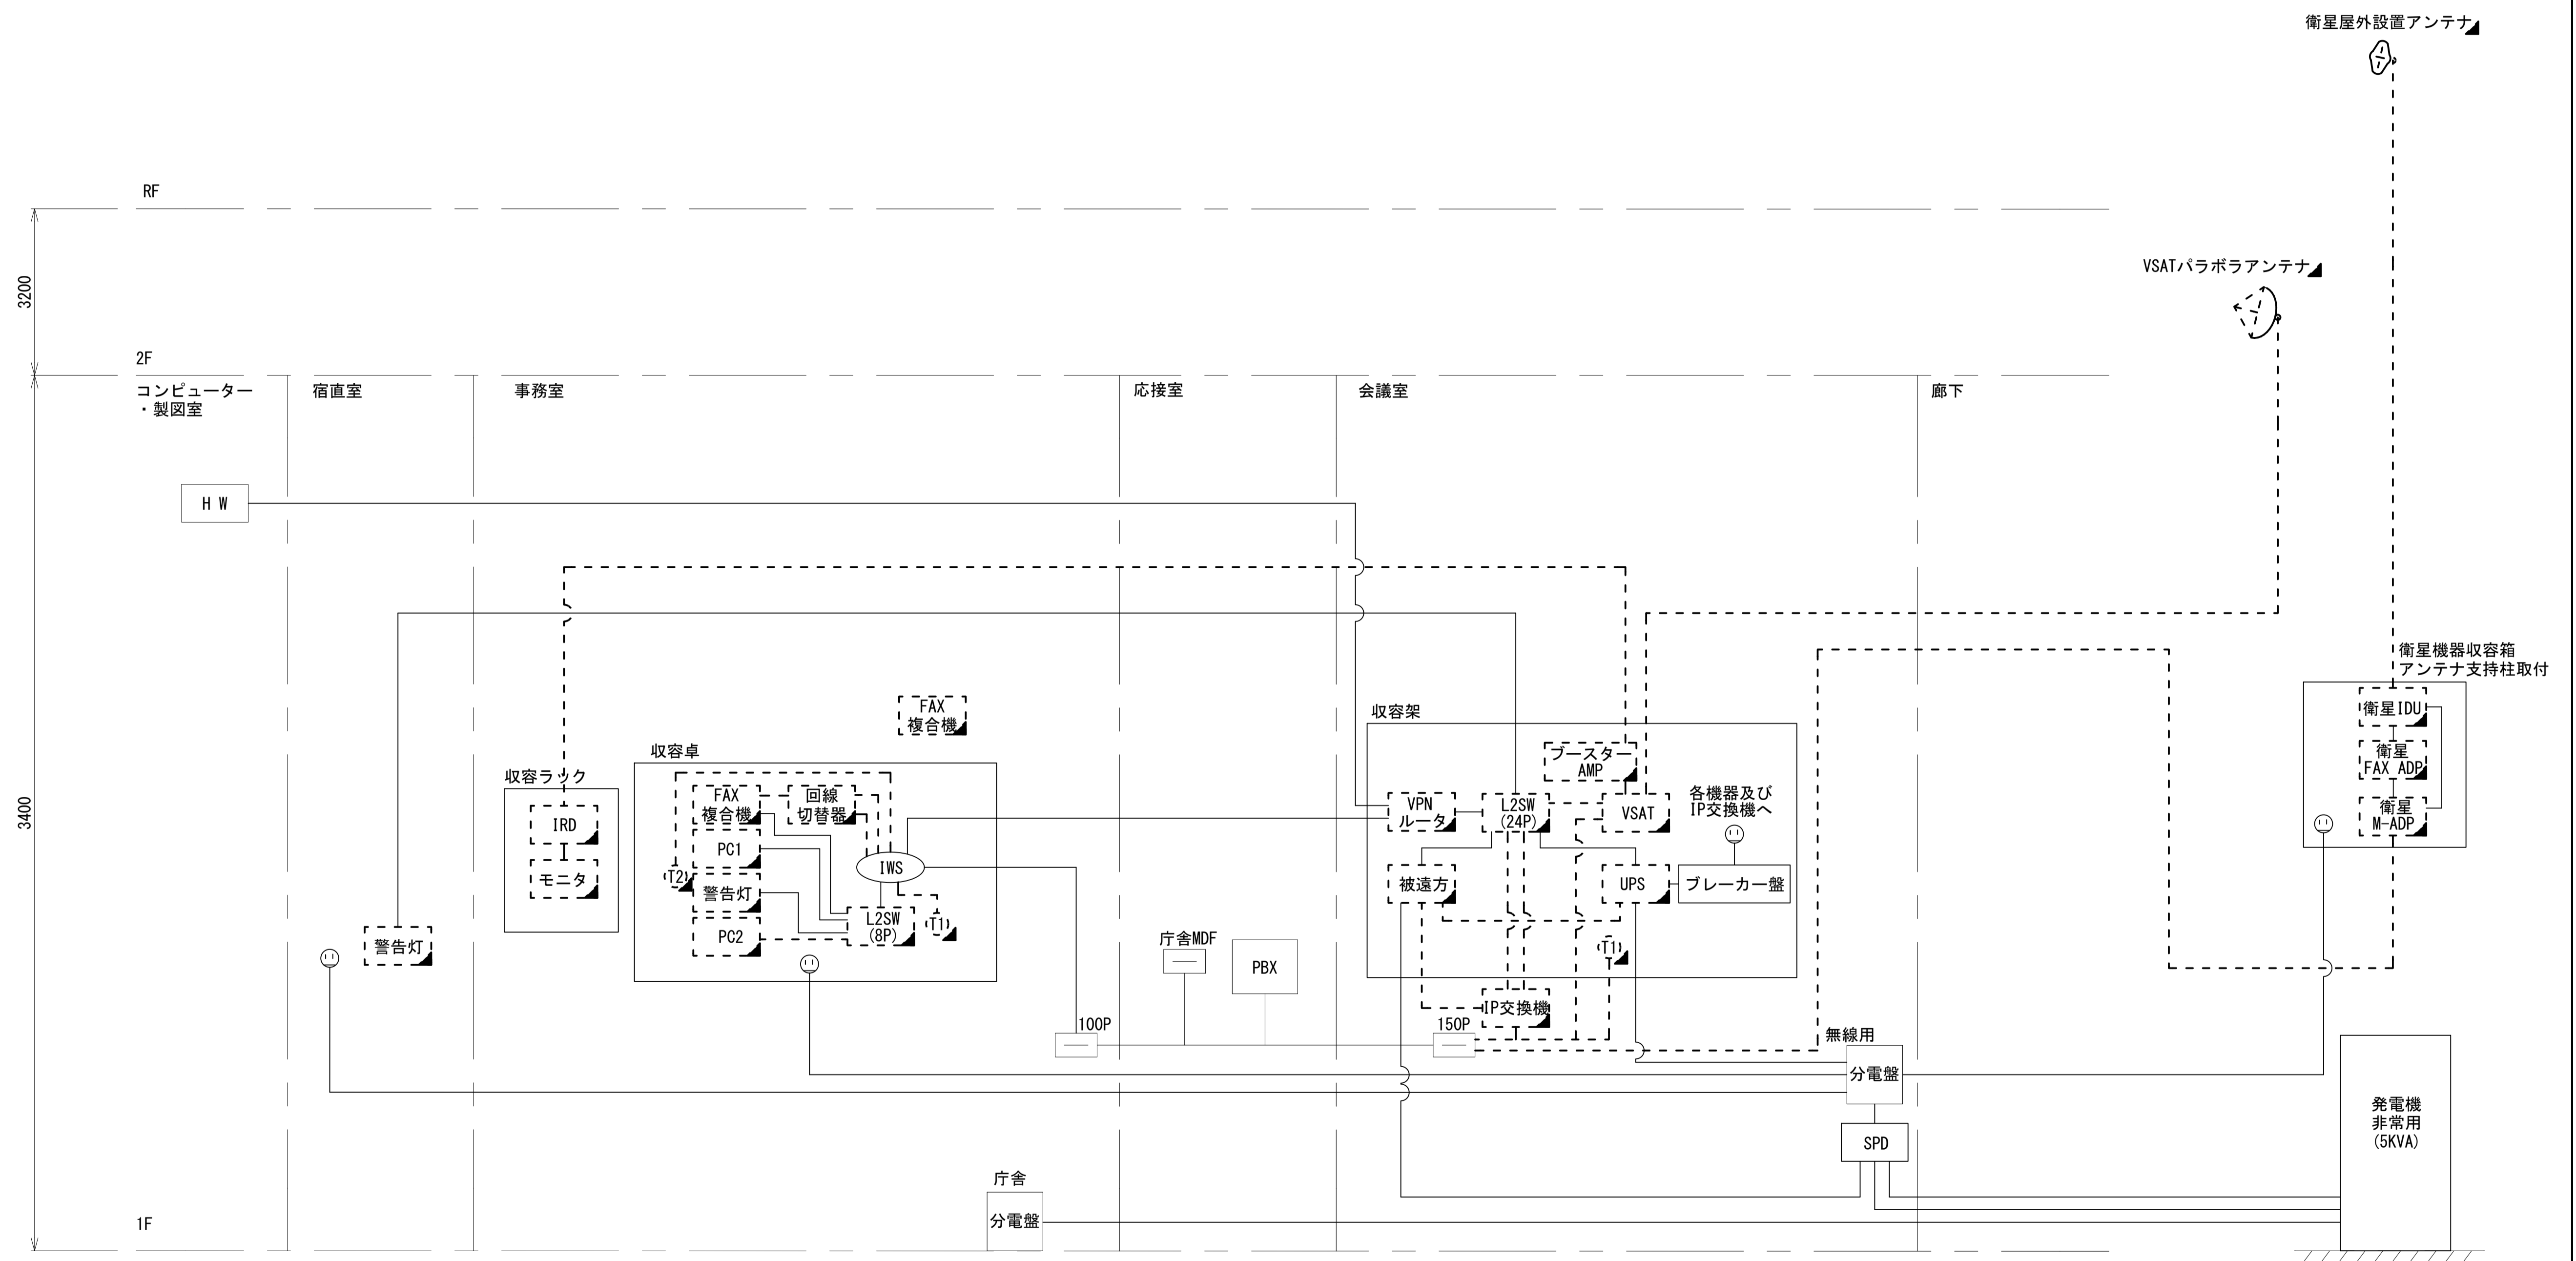 衛星屋外設置アンテナ
RF
3200
VSATパラボラアンテナ
2F
コンピューター
・製図室
宿直室
事務室
応接室
会議室
廊下
H W
衛星機器収容箱
アンテナ支持柱取付
衛星IDU
衛星
FAX ADP
衛星
M-ADP
FAX
複合機
収容架
ブースター
AMP
収容卓
収容ラック
IRD
モニタ
FAX
複合機
回線
切替器
PC1
T2
警告灯
PC2
IWS
L2SW
(8P)
T1
VPN
ルータ
L2SW
(24P)
VSAT
各機器及び
IP交換機へ
被遠方
UPS
ブレーカー盤
T1
3400
警告灯
庁舎MDF
PBX
IP交換機
100P
150P
無線用
分電盤
SPD
発電機
非常用
(5KVA)
庁舎
分電盤
1F